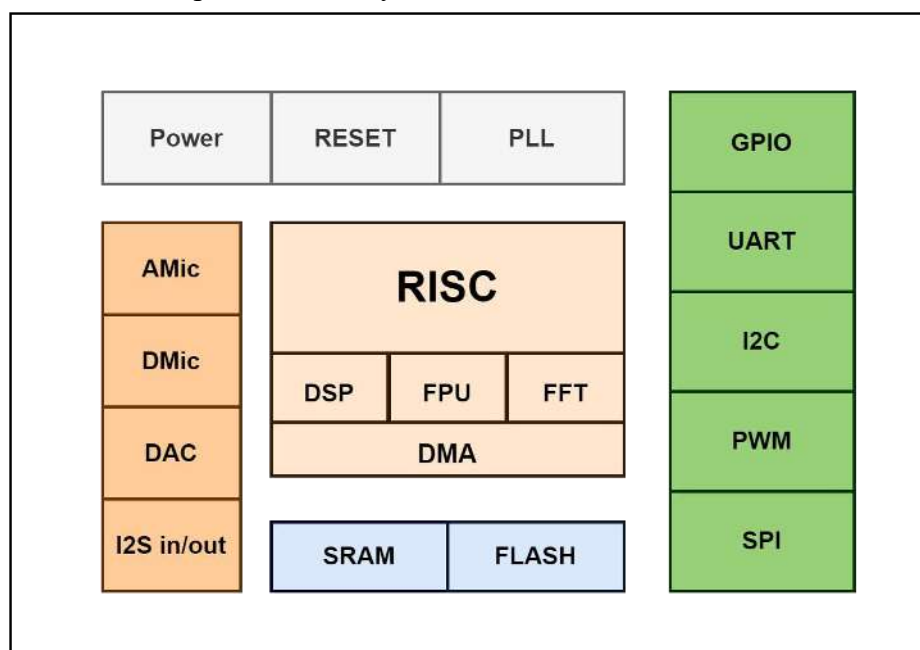 Power
RESET
PLL
AMic
DMic
DAC
I2S in/out
RISC
DSP
FPU
FFT
DMA
SRAM
FLASH
GPIO
UART
I2C
PWM
SPI